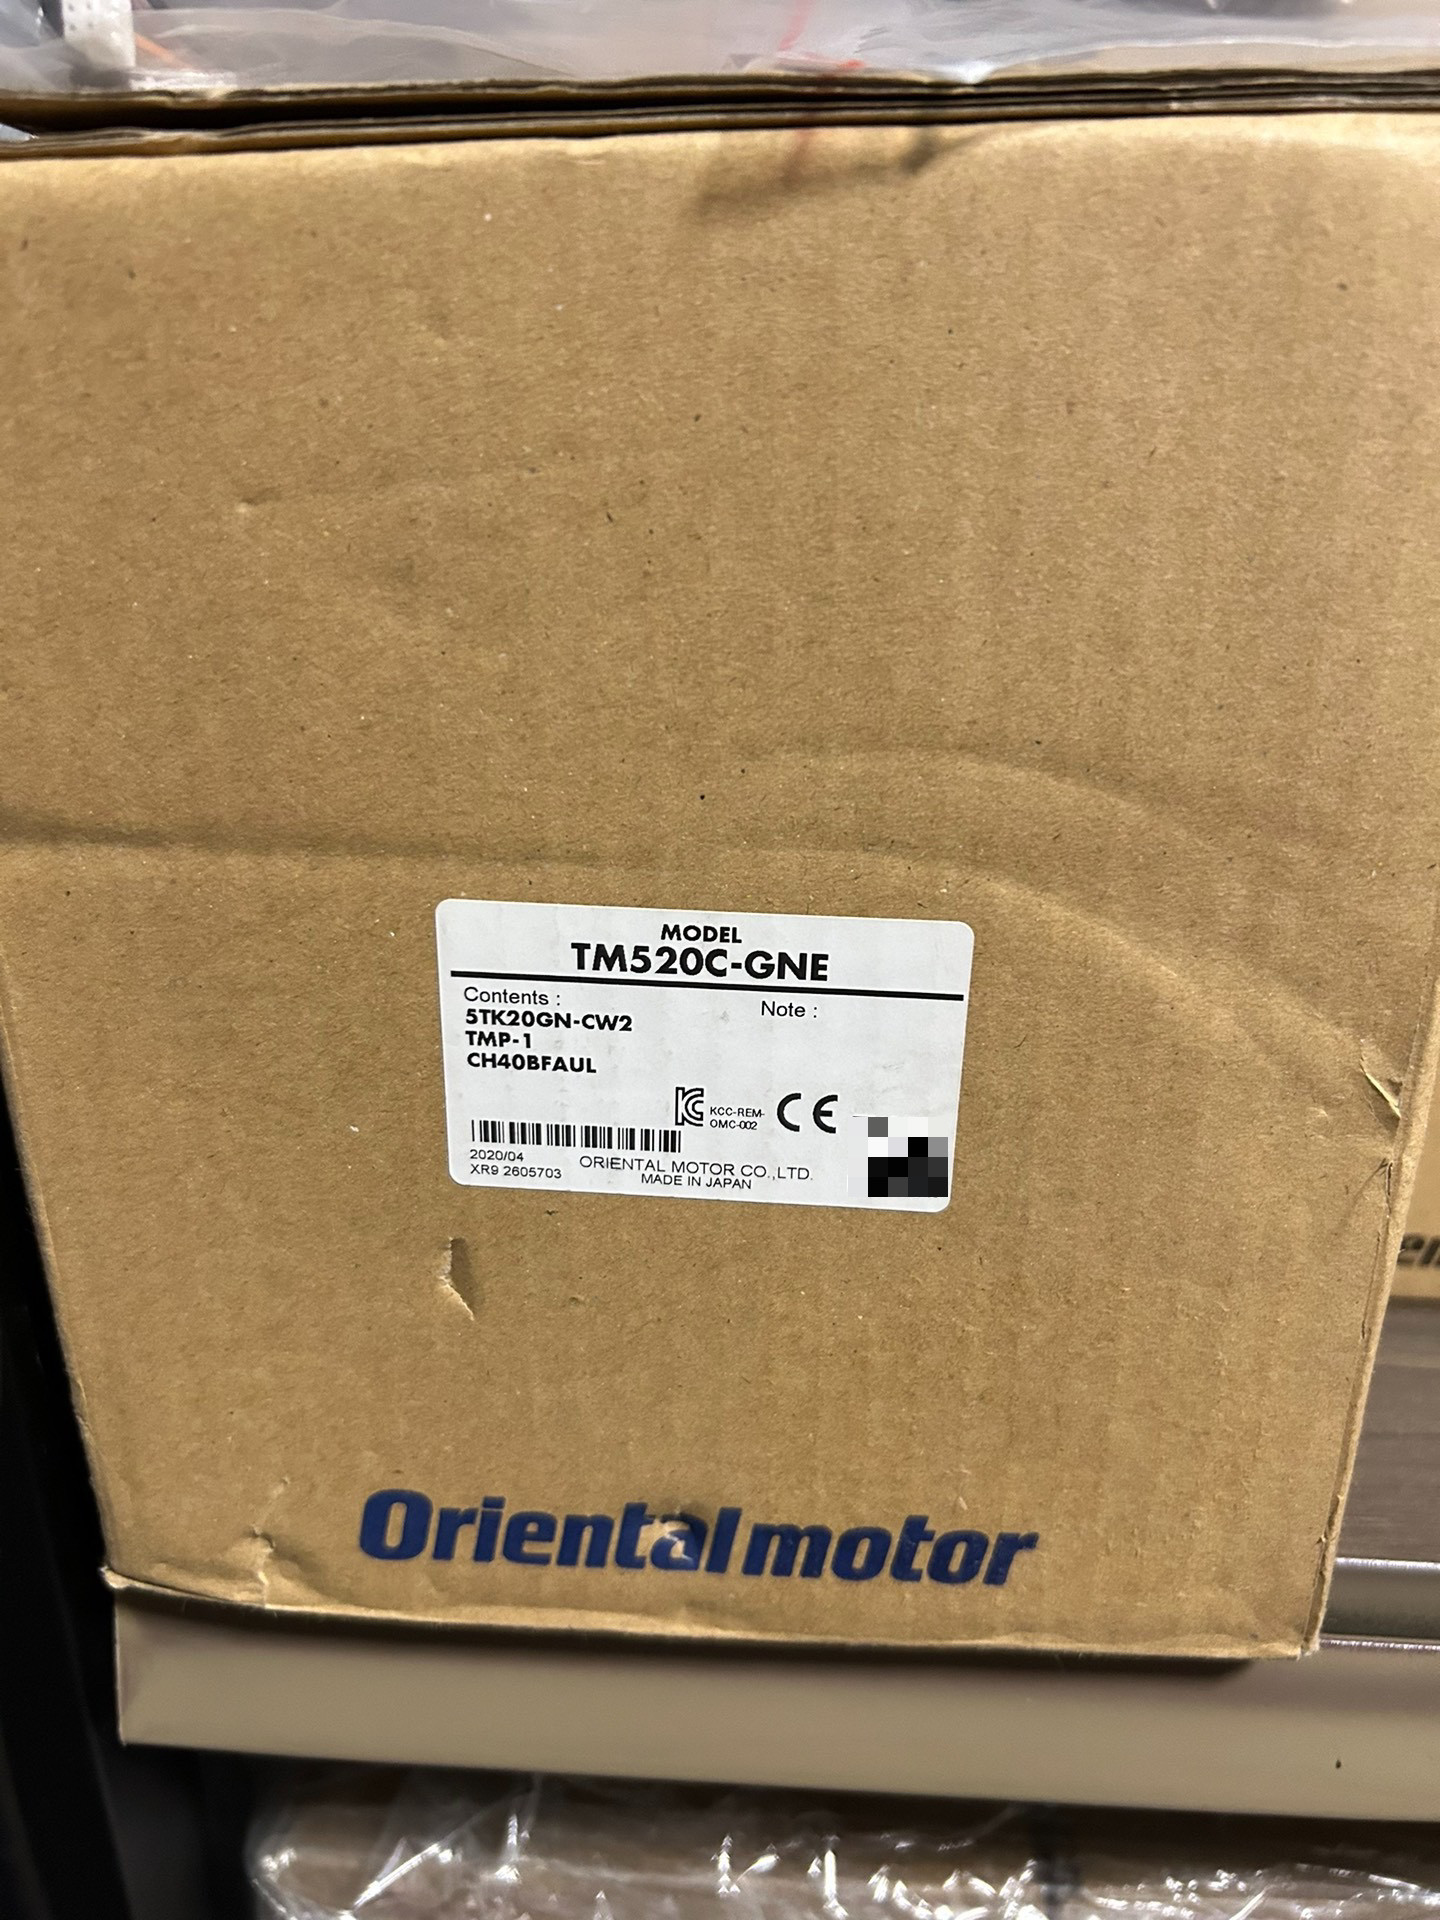 MODEL
TM520C-GNE
Contents :
Note :
5TK20GN-CW2
TMP-1
CH40BFAUL
KCC-REM-
OMC-002
CE
2020/04
XR9 2605703
ORIENTAL MOTOR CO.,LTD.
MADE IN JAPAN
Orientalmotor